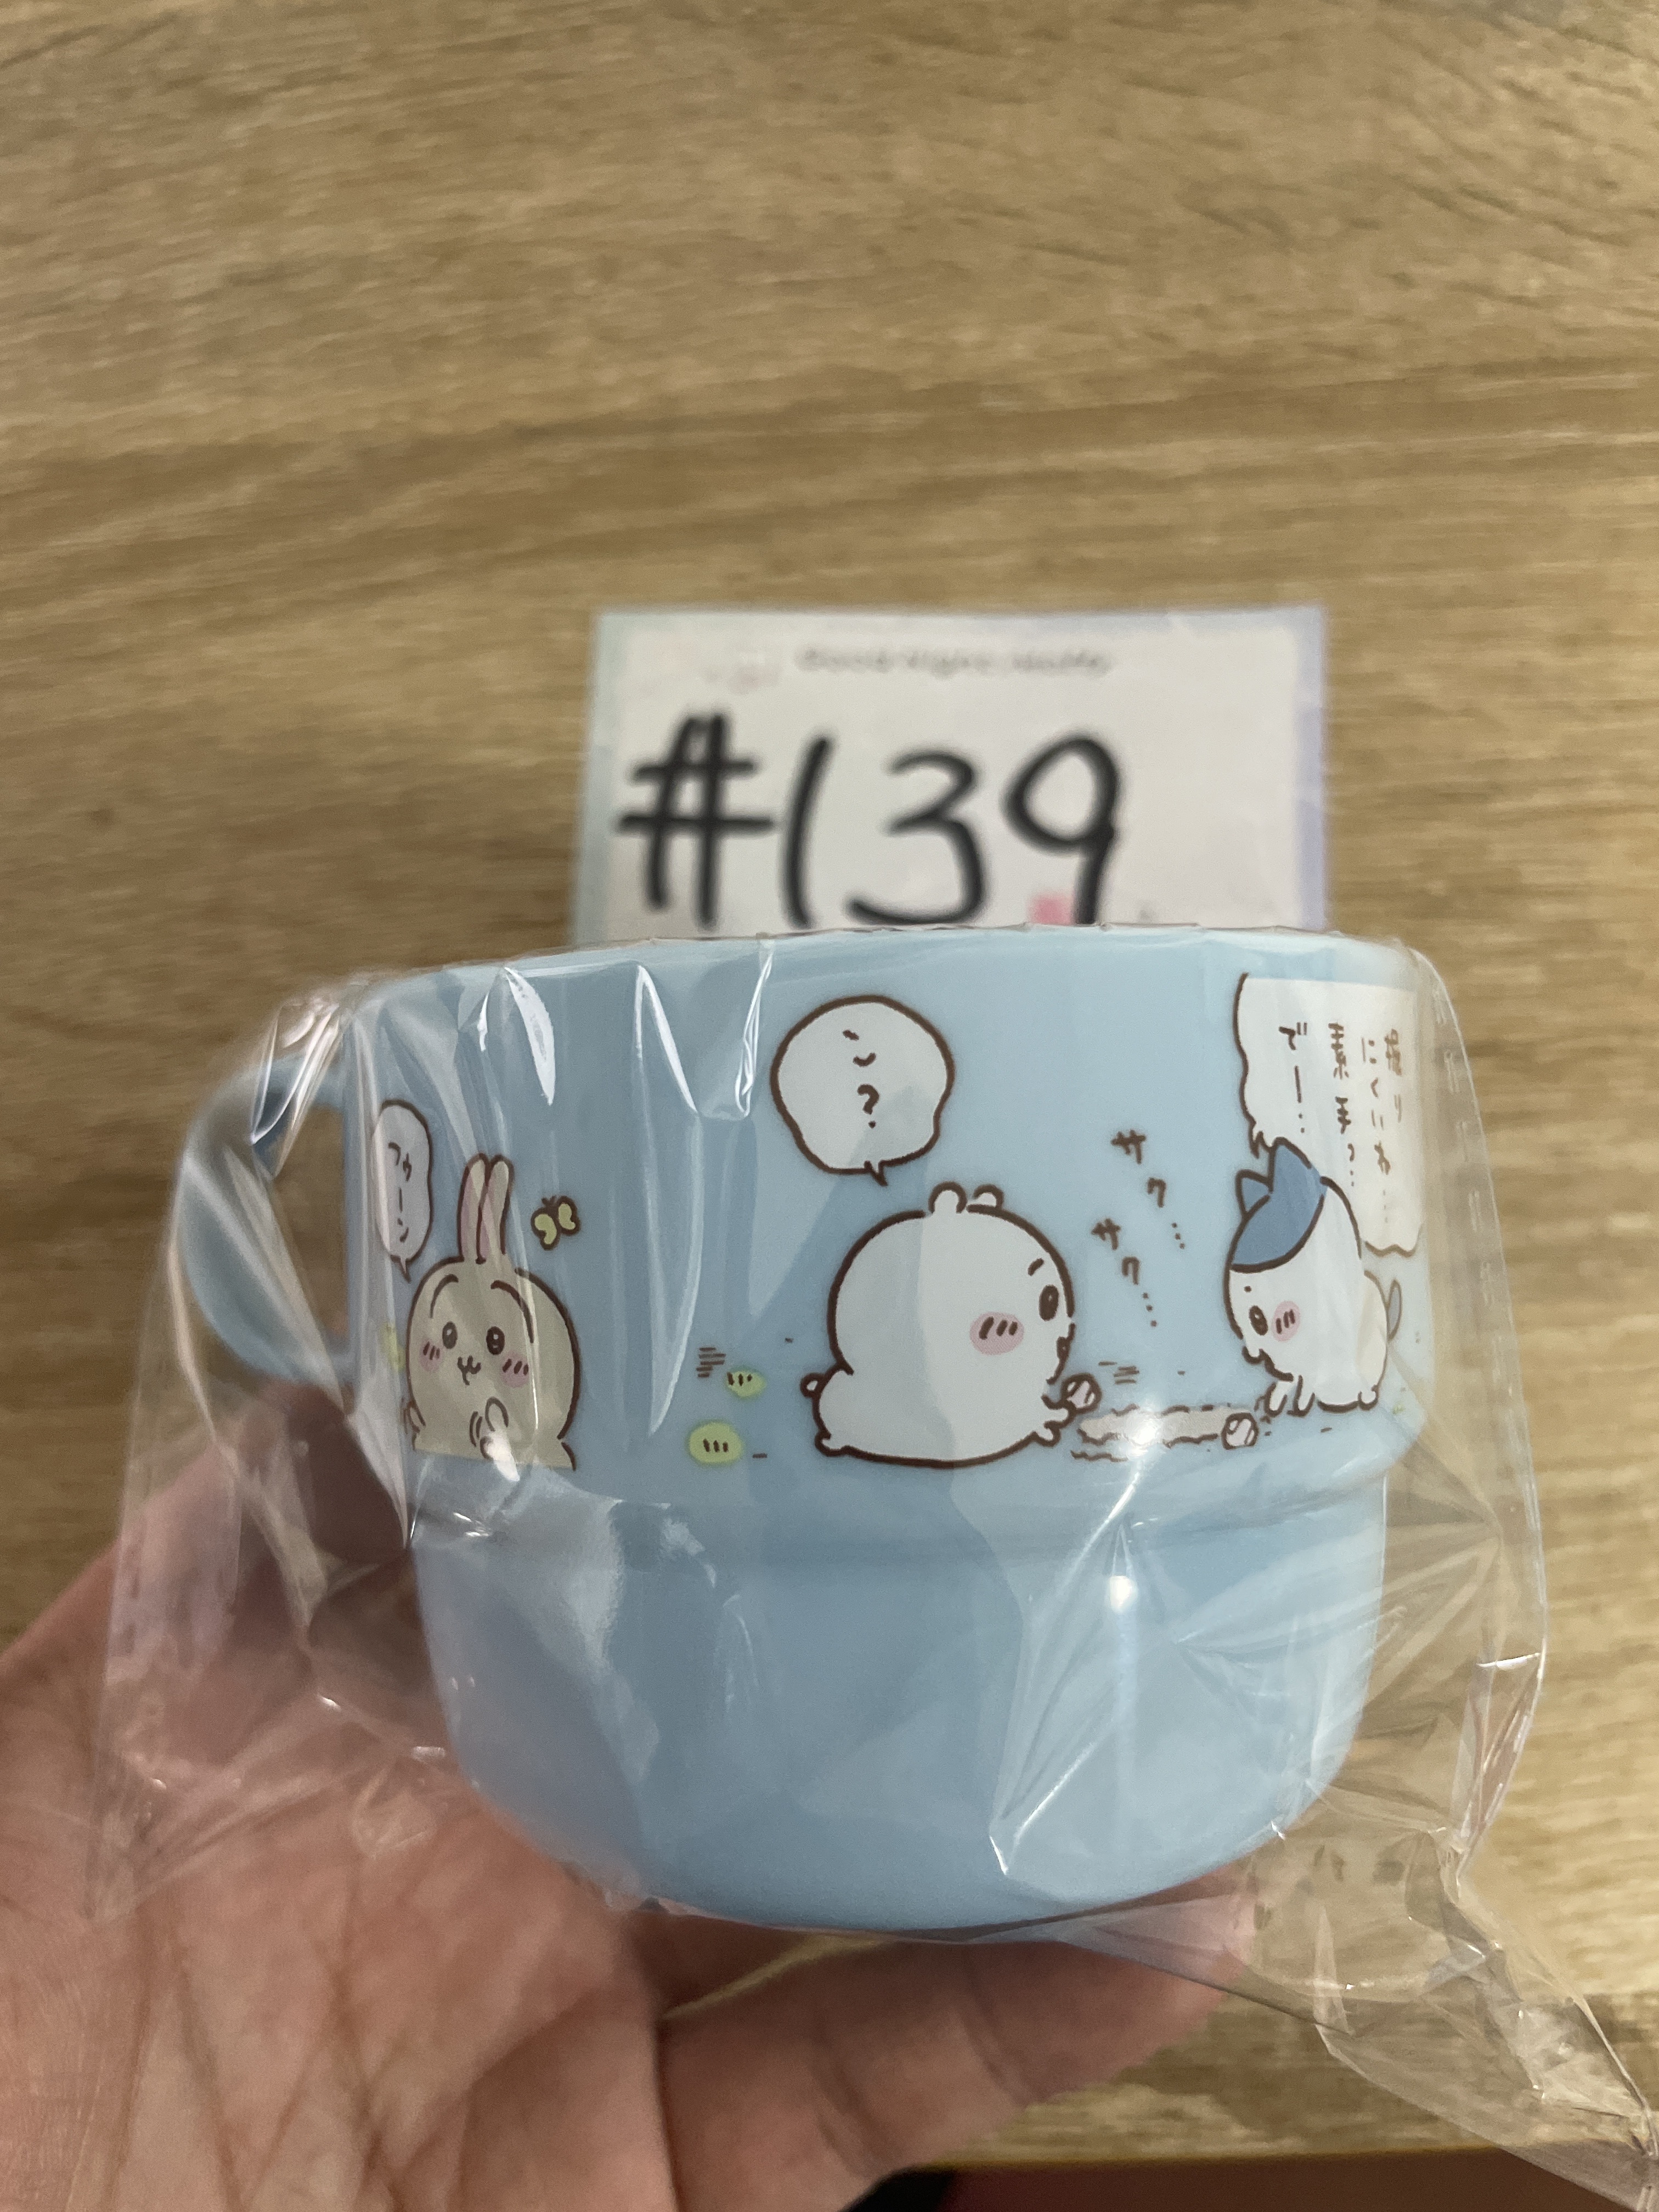 #139
ン?
フゥーン
サク…
サク…
掘り
にくいね…
素手っ…
でー…